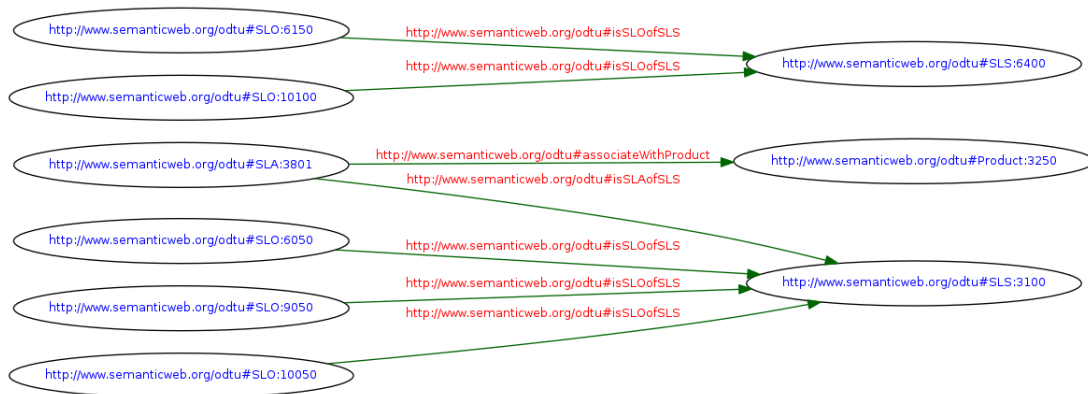 http://www.semanticweb.org/odtu#SLO:6150
http://www.semanticweb.org/odtu#isSLOofSLS
http://www.semanticweb.org/odtu#SLS:6400
http://www.semanticweb.org/odtu#isSLOofSLS
http://www.semanticweb.org/odtu#SLO:10100
http://www.semanticweb.org/odtu#SLA:3801
http://www.semanticweb.org/odtu#associateWithProduct
http://www.semanticweb.org/odtu#Product:3250
http://www.semanticweb.org/odtu#isSLAofSLS
http://www.semanticweb.org/odtu#SLO:6050
http://www.semanticweb.org/odtu#isSLOofSLS
http://www.semanticweb.org/odtu#SLS:3100
http://www.semanticweb.org/odtu#isSLOofSLS
http://www.semanticweb.org/odtu#SLO:9050
http://www.semanticweb.org/odtu#isSLOofSLS
http://www.semanticweb.org/odtu#SLO:10050